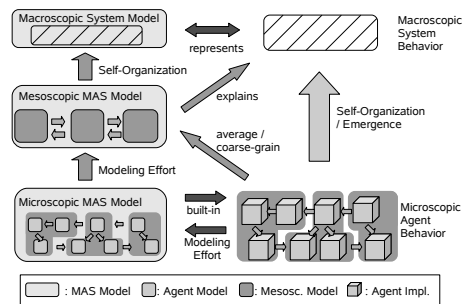 Macroscopic System Model
represents
Macroscopic
System
Behavior
Self-Organization
Mesoscopic MAS Model
explains
Self-Organization
/ Emergence
average /
coarse-grain
Modeling Effort
Microscopic MAS Model
built-in
Modeling
Effort
Microscopic
Agent
Behavior
: MAS Model : Agent Model : Mesosc. Model : Agent Impl.